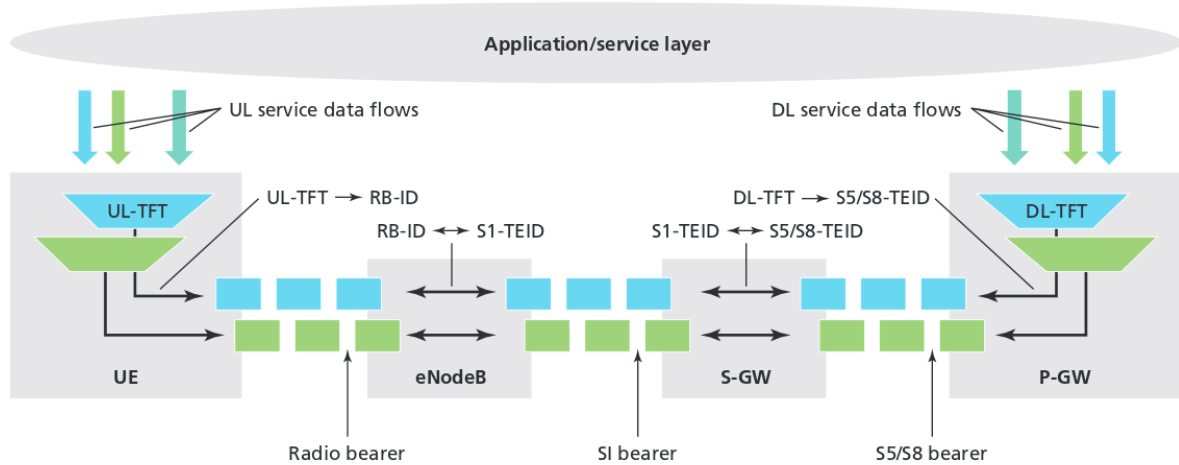 Application/service layer
UL service data flows
DL service data flows
UL-TFT → RB-ID
DL-TFT → S5/S8-TEID
UL-TFT
DL-TFT
RB-ID ↔ S1-TEID
S1-TEID ↔ S5/S8-TEID
UE
eNodeB
S-GW
P-GW
Radio bearer
SI bearer
S5/S8 bearer